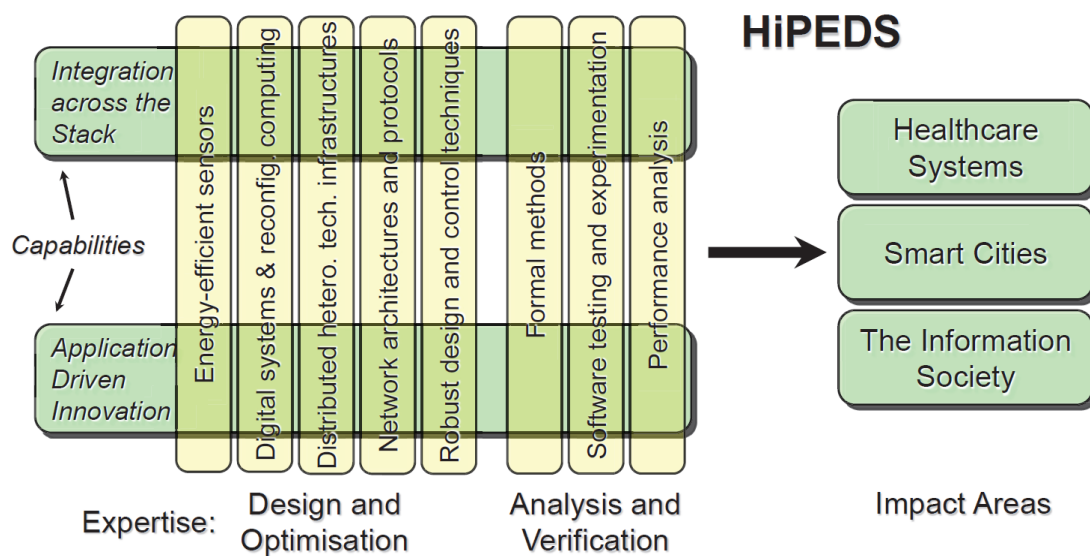 HiPEDS
Integration
across the
Stack
Capabilities
Application
Driven
Innovation
Energy-efficient sensors
Digital systems & reconfig. computing
Distributed hetero. tech. infrastructures
Network architectures and protocols
Robust design and control techniques
Formal methods
Software testing and experimentation
Performance analysis
Healthcare
Systems
Smart Cities
The Information
Society
Expertise:
Design and
Optimisation
Analysis and
Verification
Impact Areas